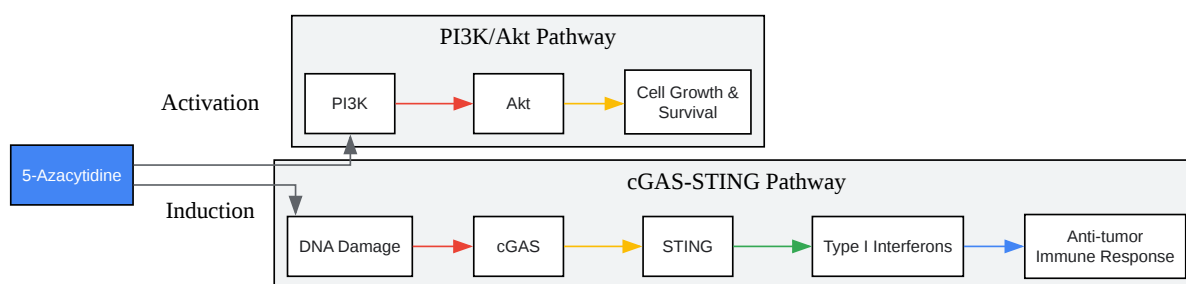 PI3K/Akt Pathway
Activation
PI3K
Akt
Cell Growth &
Survival
5-Azacytidine
Induction
cGAS-STING Pathway
DNA Damage
cGAS
STING
Type I Interferons
Anti-tumor
Immune Response